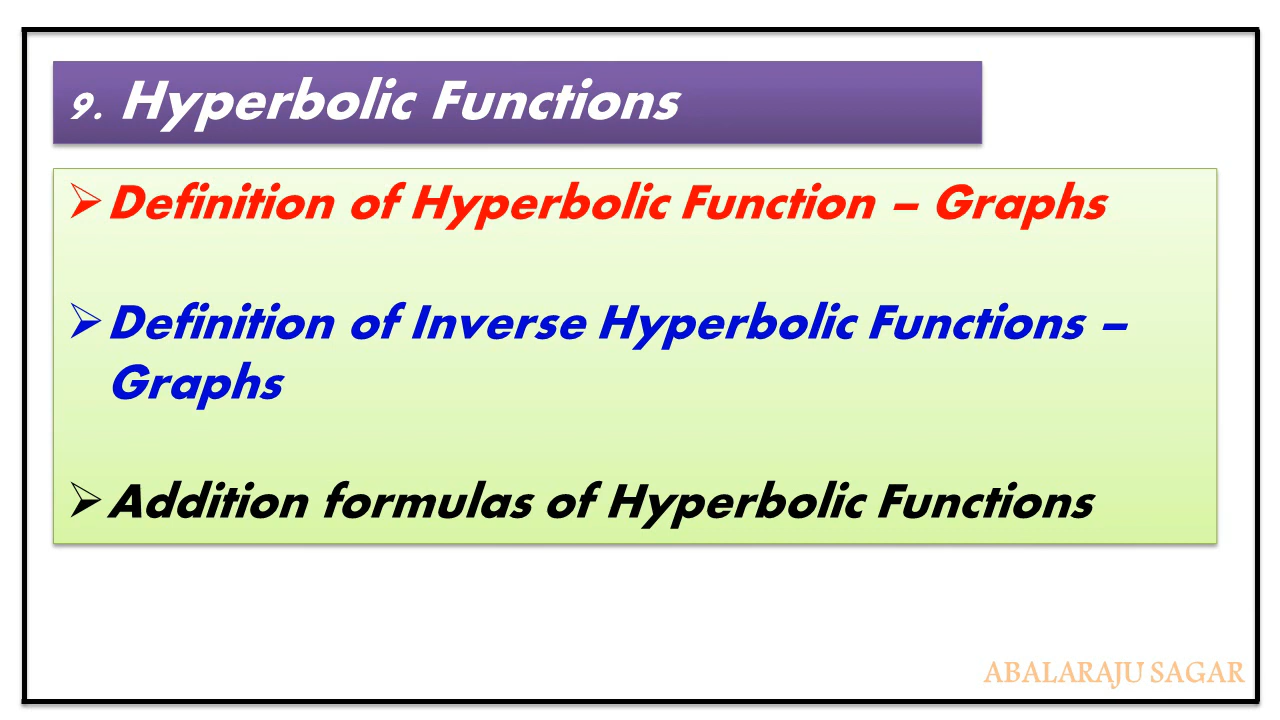 9. Hyperbolic Functions
➢Definition of Hyperbolic Function – Graphs
➢Definition of Inverse Hyperbolic Functions –
Graphs
➢Addition formulas of Hyperbolic Functions
ABALARAJU SAGAR